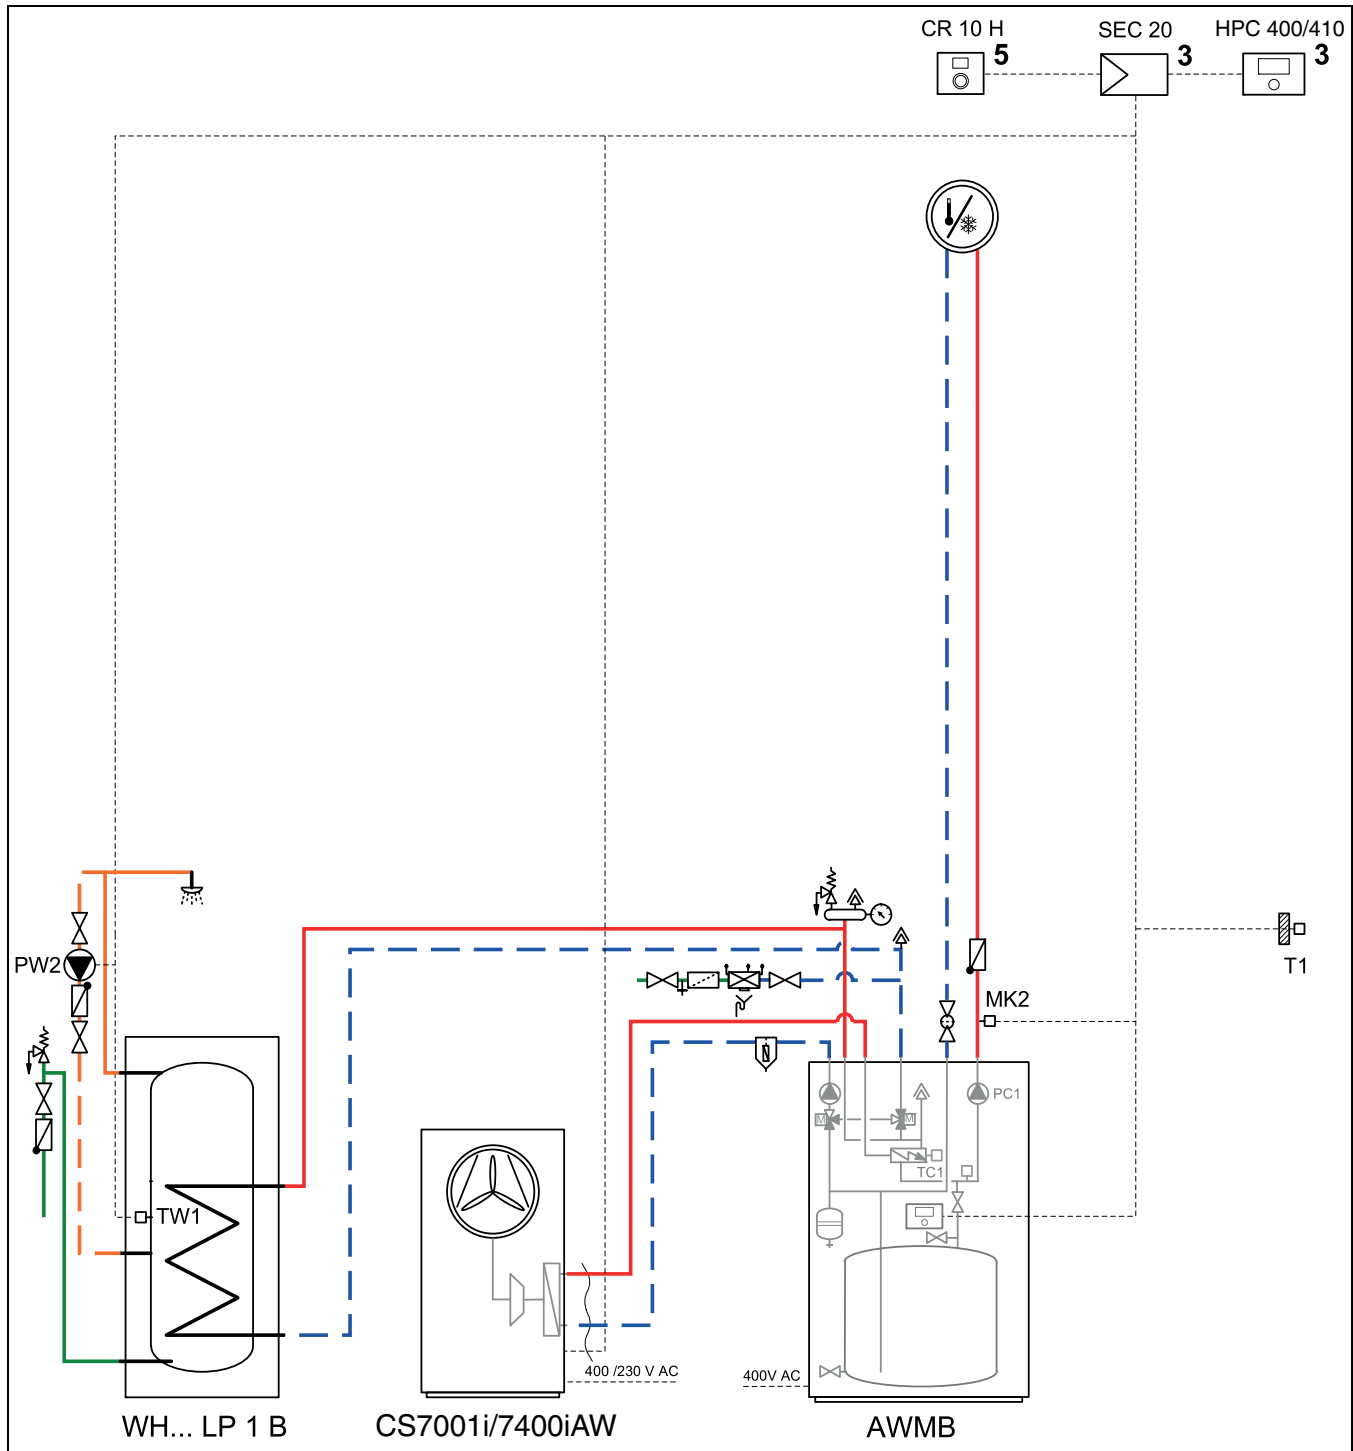 CR 10 H
SEC 20
HPC 400/410
5
3
3
PW2
T1
MK2
M
M
PC1
TC1
TW1
400 /230 V AC
400V AC
WH... LP 1 B
CS7001i/7400iAW
AWMB